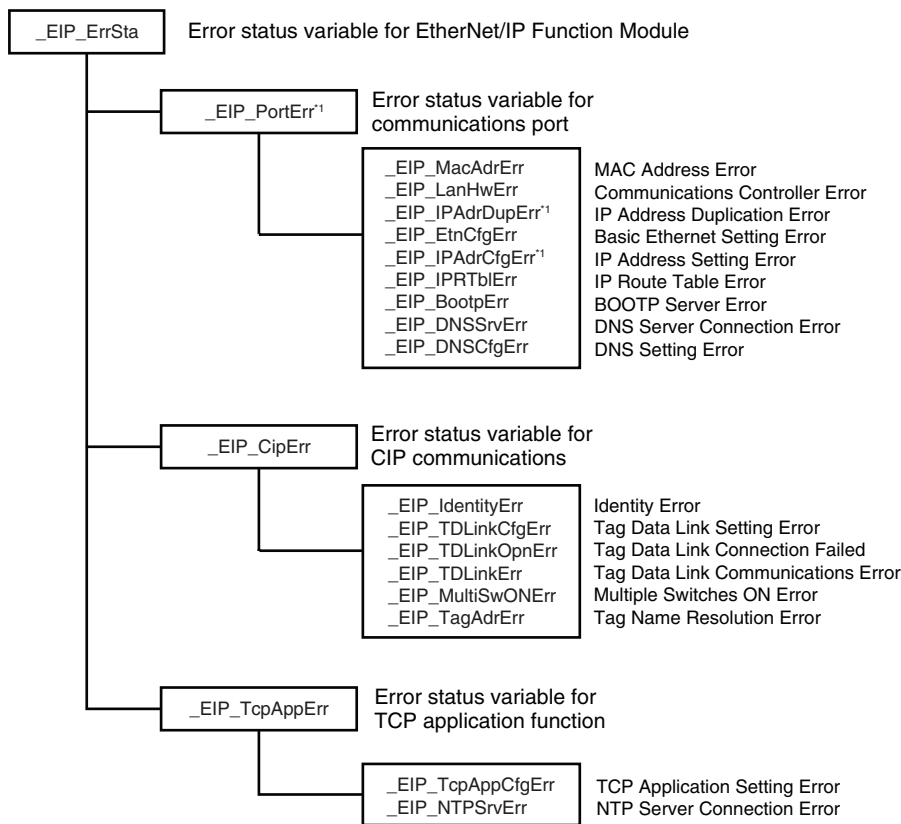 _EIP_ErrSta Error status variable for EtherNet/IP Function Module
_EIP_PortErr*1
Error status variable for
communications port
_EIP_MacAdrErr MAC Address Error
_EIP_LanHwErr Communications Controller Error
_EIP_IPAdrDupErr*1 IP Address Duplication Error
_EIP_EtnCfgErr Basic Ethernet Setting Error
_EIP_IPAdrCfgErr*1 IP Address Setting Error
_EIP_IPRTblErr IP Route Table Error
_EIP_BootpErr BOOTP Server Error
_EIP_DNSSrvErr DNS Server Connection Error
_EIP_DNSCfgErr DNS Setting Error
_EIP_CipErr
Error status variable for
CIP communications
_EIP_IdentityErr Identity Error
_EIP_TDLinkCfgErr Tag Data Link Setting Error
_EIP_TDLinkOpnErr Tag Data Link Connection Failed
_EIP_TDLinkErr Tag Data Link Communications Error
_EIP_MultiSwONErr Multiple Switches ON Error
_EIP_TagAdrErr Tag Name Resolution Error
_EIP_TcpAppErr
Error status variable for
TCP application function
_EIP_TcpAppCfgErr TCP Application Setting Error
_EIP_NTPSrvErr NTP Server Connection Error